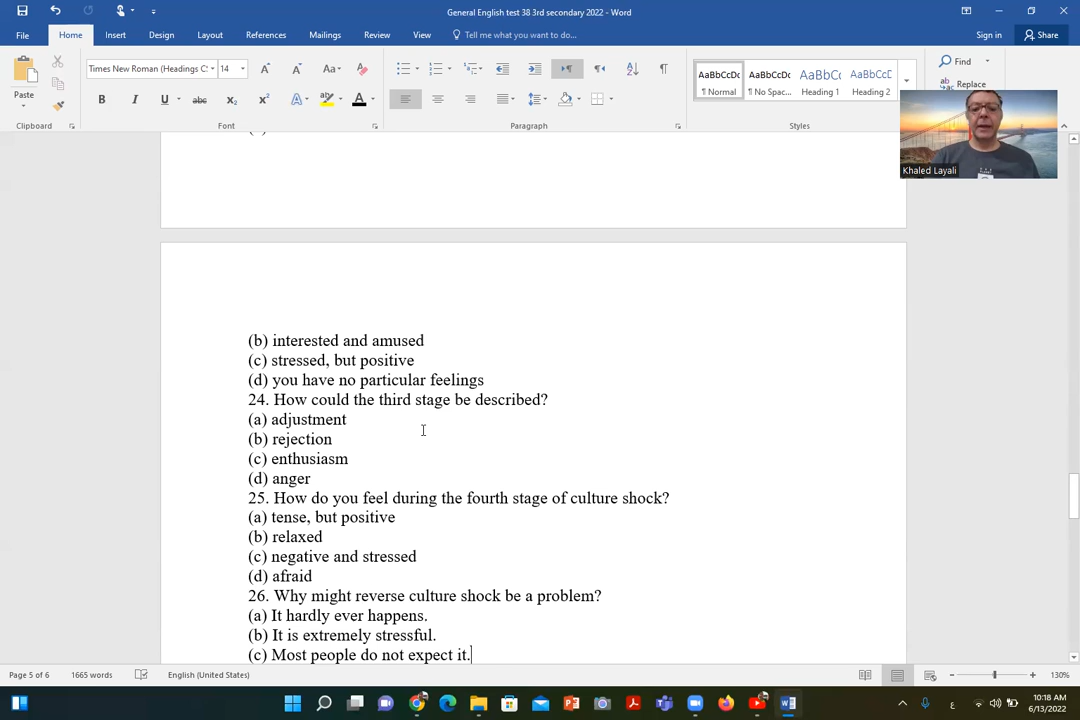 General English test 38 3rd secondary 2022 - Word
File Home Insert Design Layout References Mailings Review View Tell me what you want to do... Sign in Share
Times New Roman (Headings CS 14
Paste
AaBbCcDc AaBbCcDc AaBbCc AaBbCcD
¶ Normal ¶ No Spac... Heading 1 Heading 2
Find
Replace
Clipboard Font Paragraph Styles
Khaled Layali
(b) interested and amused
(c) stressed, but positive
(d) you have no particular feelings
24. How could the third stage be described?
(a) adjustment
(b) rejection
(c) enthusiasm
(d) anger
25. How do you feel during the fourth stage of culture shock?
(a) tense, but positive
(b) relaxed
(c) negative and stressed
(d) afraid
26. Why might reverse culture shock be a problem?
(a) It hardly ever happens.
(b) It is extremely stressful.
(c) Most people do not expect it.
Page 5 of 6 1665 words English (United States) 130%
10:18 AM
6/13/2022